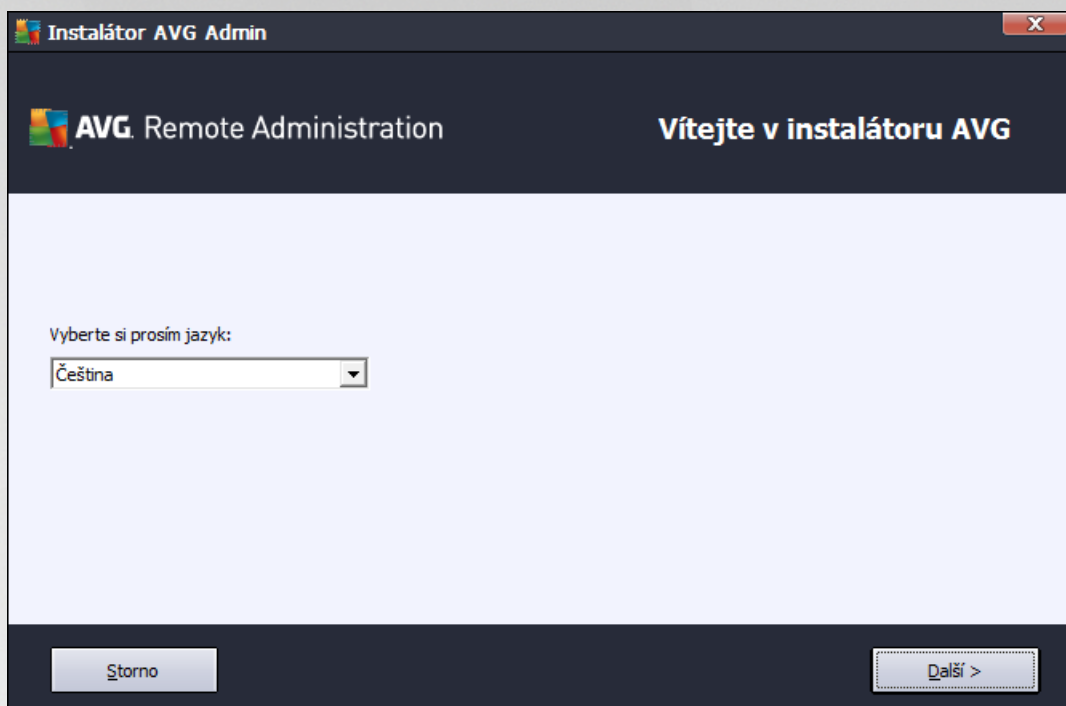 Instalátor AVG Admin
X
AVG. Remote Administration
Vítejte v instalátoru AVG
Vyberte si prosím jazyk:
Čeština
Storno
Další >